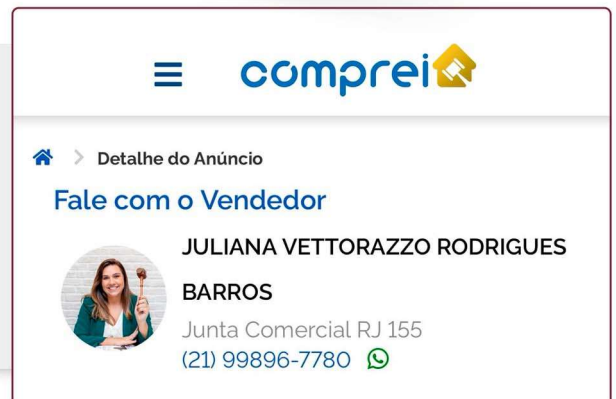 comprei
Detalhe do Anúncio
Fale com o Vendedor
JULIANA VETTORAZZO RODRIGUES
BARROS
Junta Comercial RJ 155
(21) 99896-7780